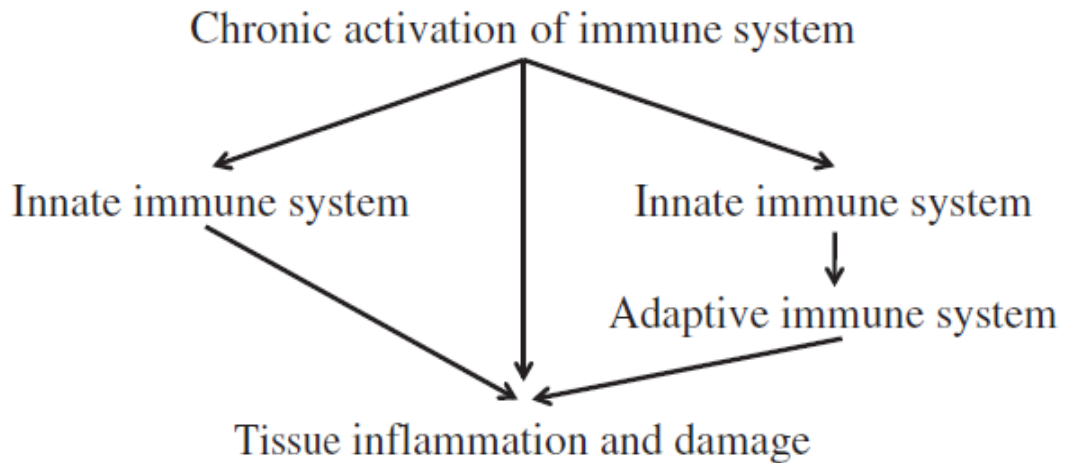 Chronic activation of immune system
Innate immune system
Innate immune system
Adaptive immune system
Tissue inflammation and damage